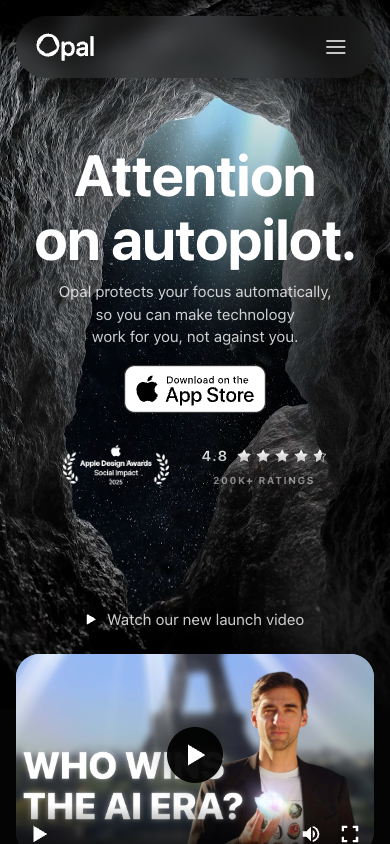 Opal
Attention
on autopilot.
Opal protects your focus automatically,
so you can make technology
work for you, not against you.
Download on the
App Store
Apple Design Awards
Social Impact
2025
4.8
200K+ RATINGS
Watch our new launch video
WHO WINS
THE AI ERA?